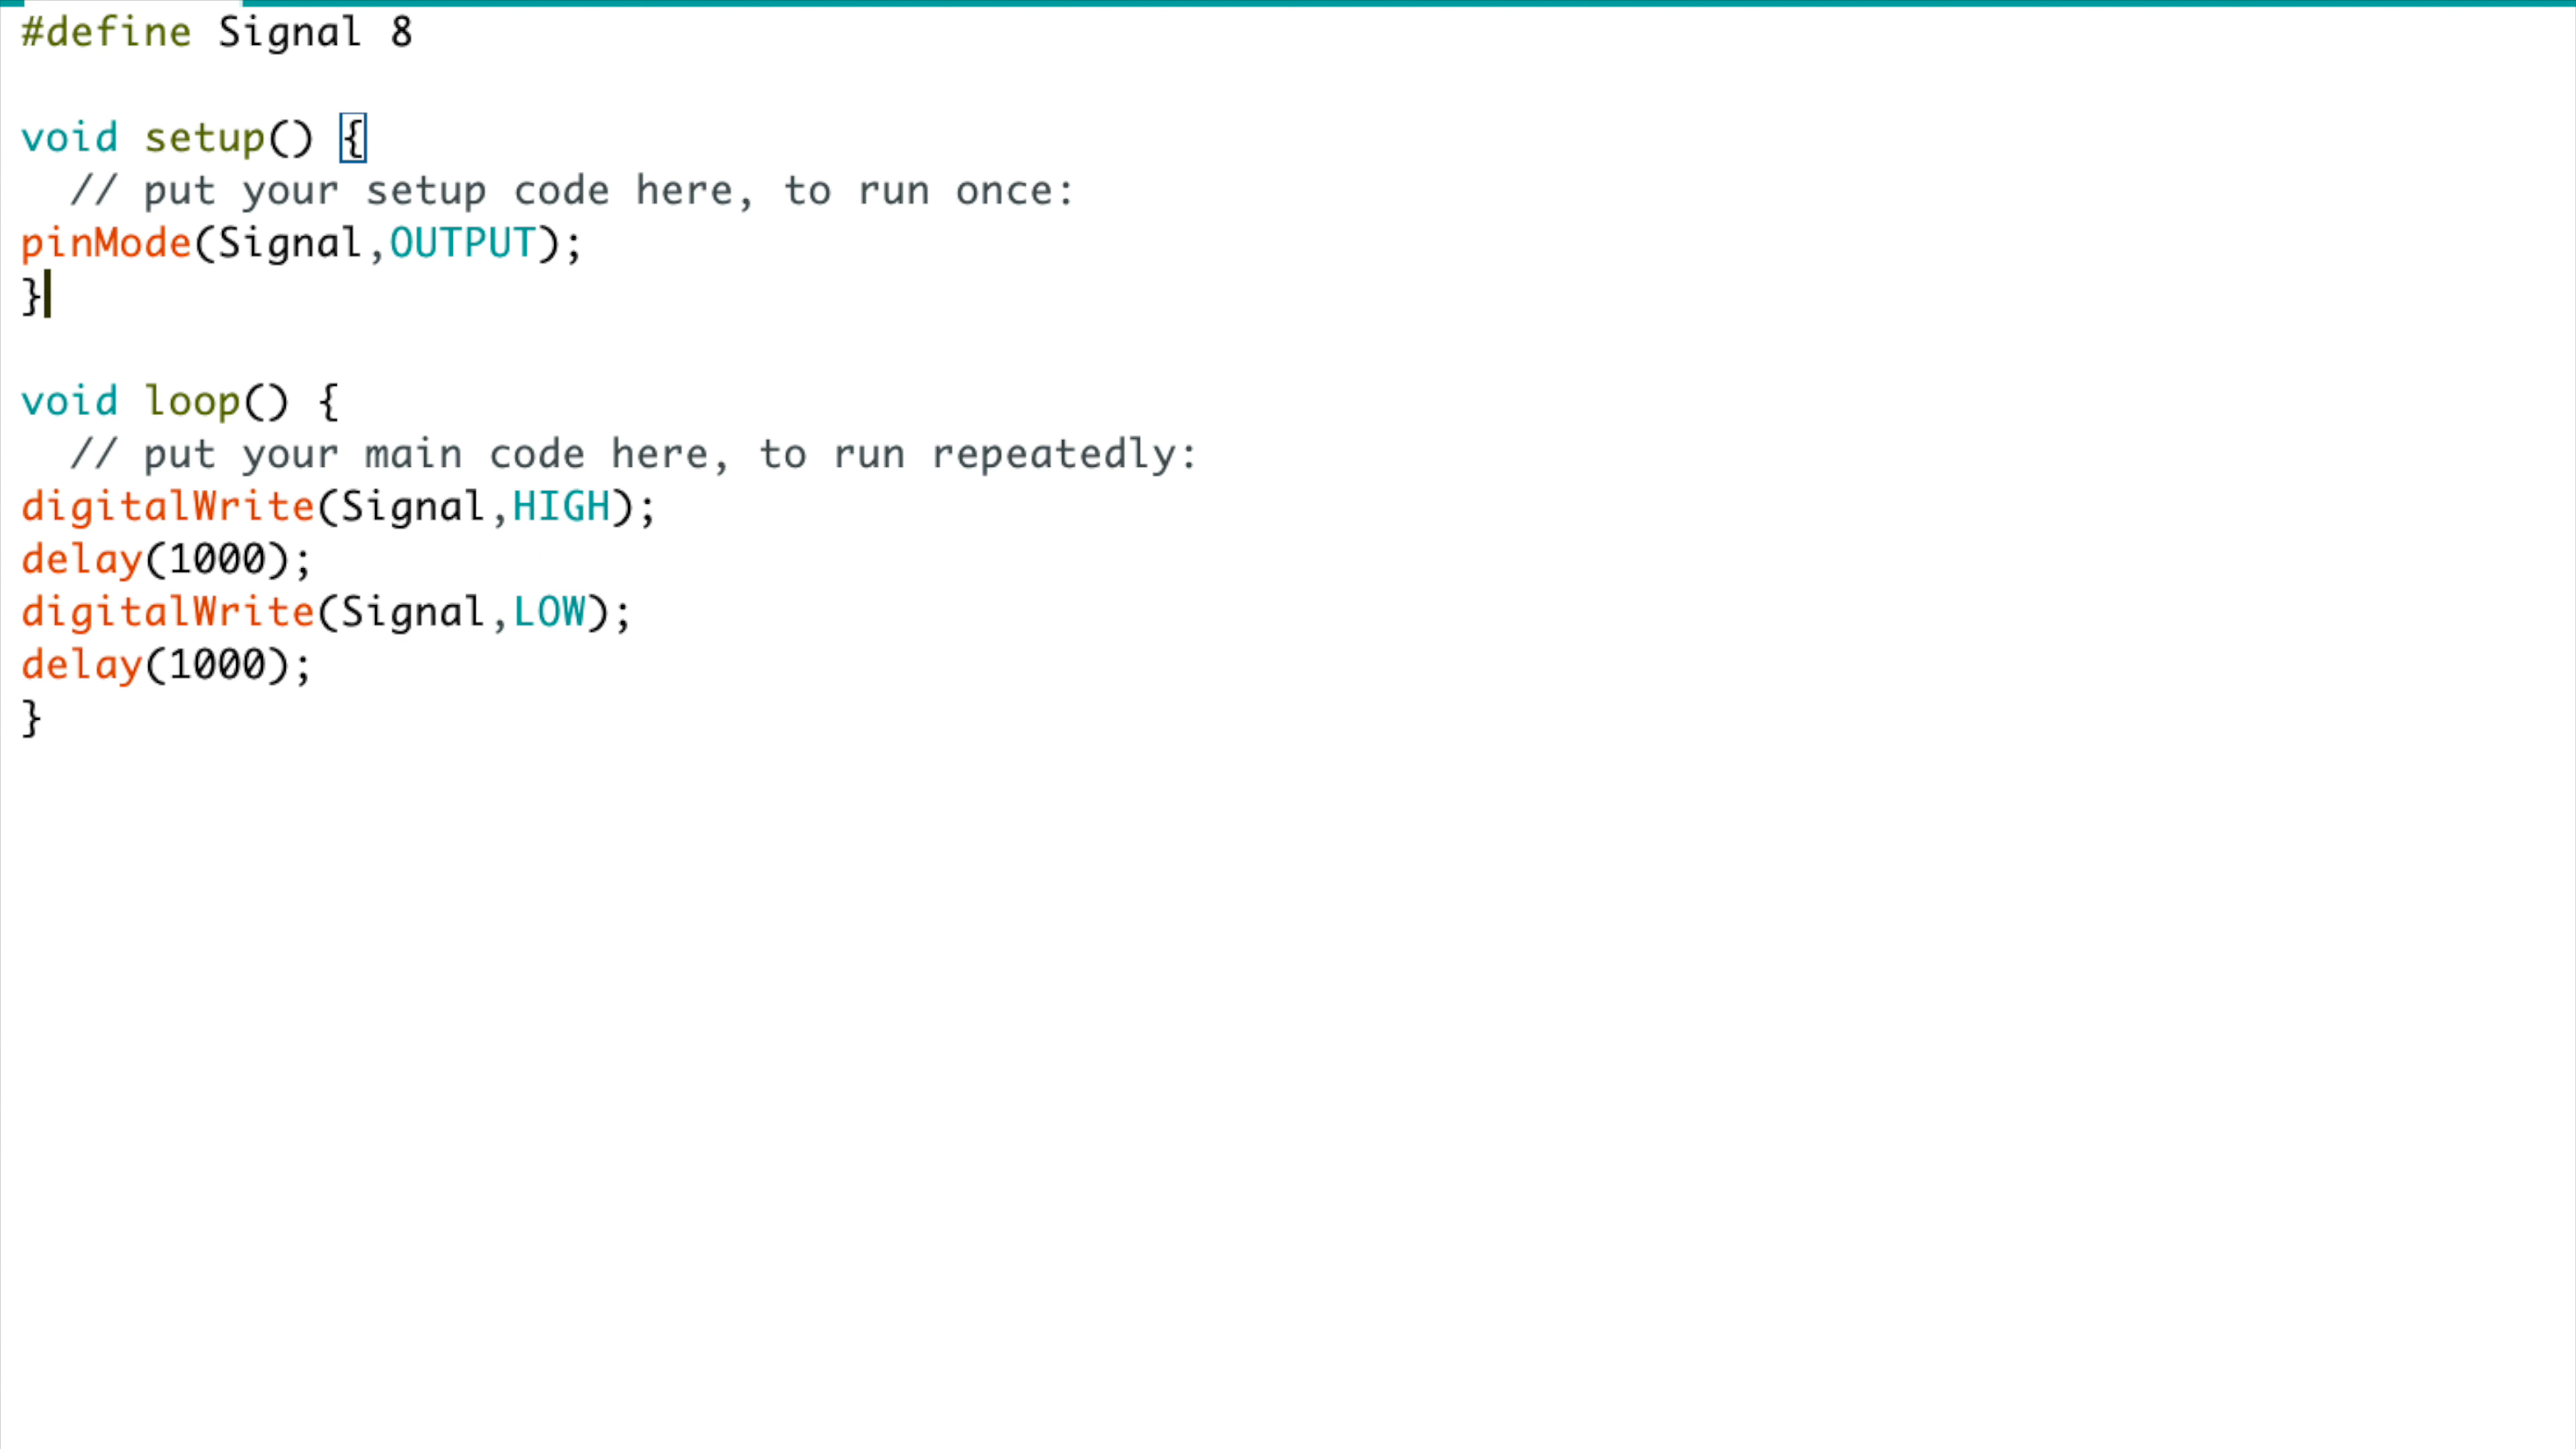 #define Signal 8
void setup() {
  // put your setup code here, to run once:
pinMode(Signal,OUTPUT);
}
void loop() {
  // put your main code here, to run repeatedly:
digitalWrite(Signal,HIGH);
delay(1000);
digitalWrite(Signal,LOW);
delay(1000);
}